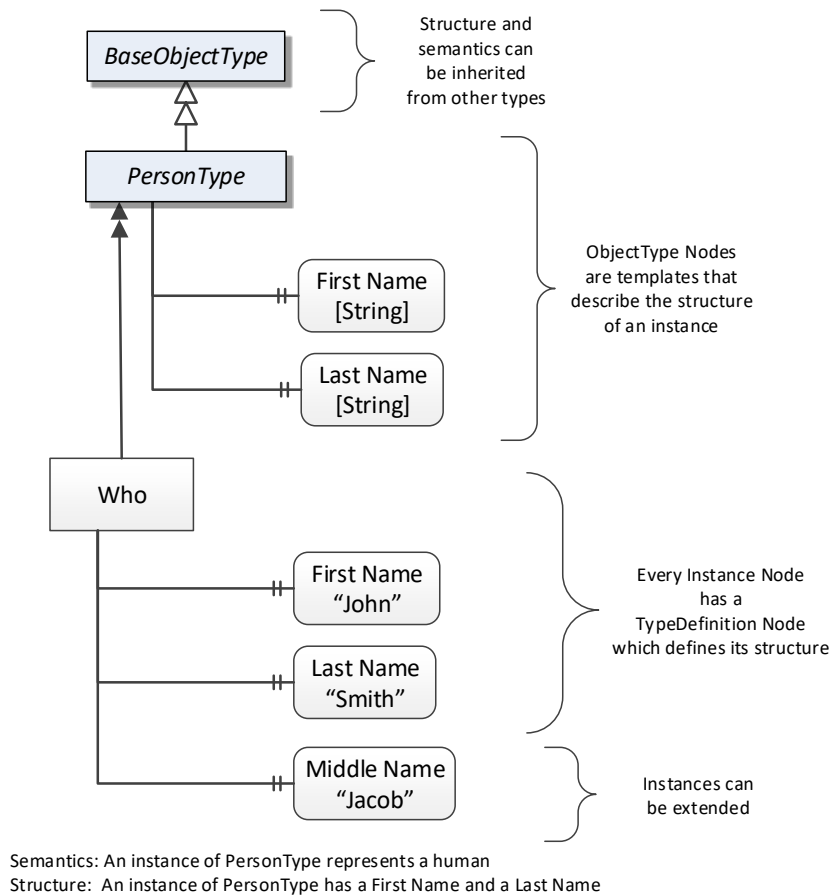 BaseObjectType
Structure and
semantics can
be inherited
from other types
PersonType
First Name
[String]
Last Name
[String]
ObjectType Nodes
are templates that
describe the structure
of an instance
Who
First Name
“John”
Last Name
“Smith”
Middle Name
“Jacob”
Every Instance Node
has a
TypeDefinition Node
which defines its structure
Instances can
be extended
Semantics: An instance of PersonType represents a human
Structure:  An instance of PersonType has a First Name and a Last Name